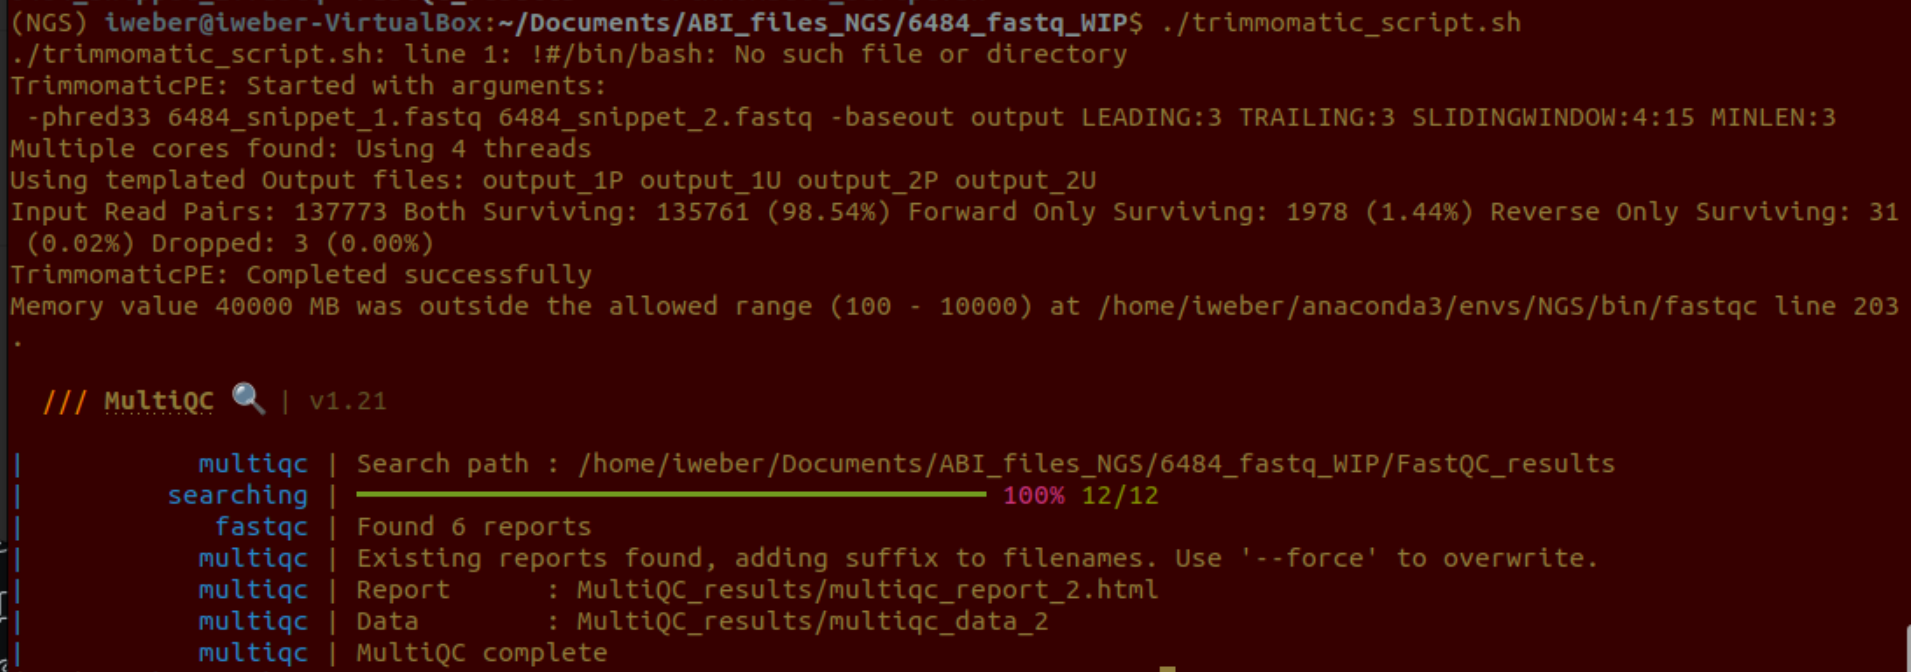 (NGS) iweber@iweber-VirtualBox:~/Documents/ABI_files_NGS/6484_fastq_WIP$ ./trimmomatic_script.sh
./trimmomatic_script.sh: line 1: !#/bin/bash: No such file or directory
TrimmomaticPE: Started with arguments:
-phred33 6484_snippet_1.fastq 6484_snippet_2.fastq -baseout output LEADING:3 TRAILING:3 SLIDINGWINDOW:4:15 MINLEN:3
Multiple cores found: Using 4 threads
Using templated Output files: output_1P output_1U output_2P output_2U
Input Read Pairs: 137773 Both Surviving: 135761 (98.54%) Forward Only Surviving: 1978 (1.44%) Reverse Only Surviving: 31
(0.02%) Dropped: 3 (0.00%)
TrimmomaticPE: Completed successfully
Memory value 40000 MB was outside the allowed range (100 - 10000) at /home/iweber/anaconda3/envs/NGS/bin/fastqc line 203
.
/// MultiQC 🔍 | v1.21
| multiqc | Search path : /home/iweber/Documents/ABI_files_NGS/6484_fastq_WIP/FastQC_results
| searching | 100% 12/12
| fastqc | Found 6 reports
| multiqc | Existing reports found, adding suffix to filenames. Use '--force' to overwrite.
| multiqc | Report : MultiQC_results/multiqc_report_2.html
| multiqc | Data : MultiQC_results/multiqc_data_2
| multiqc | MultiQC complete